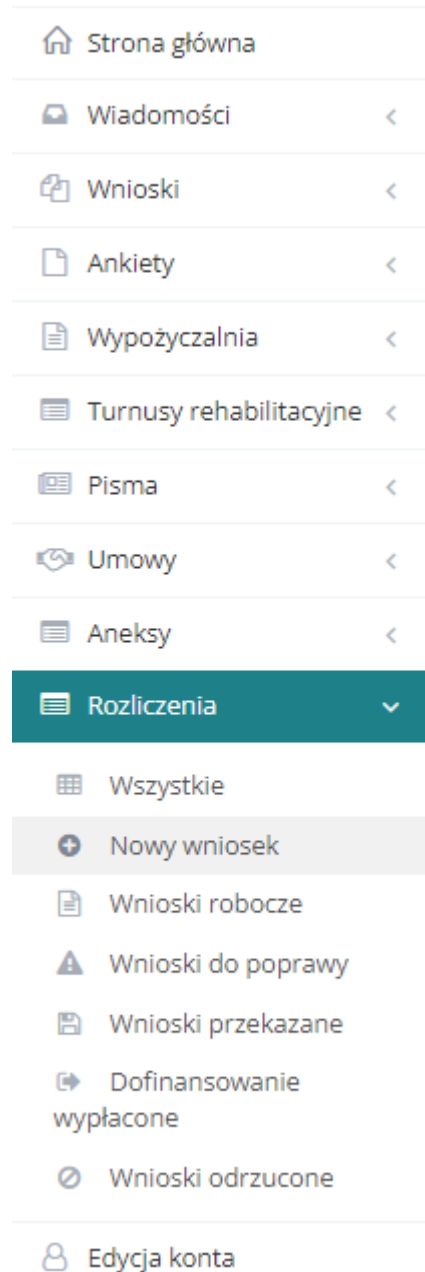 Strona główna
Wiadomości
Wnioski
Ankiety
Wypożyczalnia
Turnusy rehabilitacyjne
Pisma
Umowy
Aneksy
Rozliczenia
Wszystkie
Nowy wniosek
Wnioski robocze
Wnioski do poprawy
Wnioski przekazane
Dofinansowanie
wypłacone
Wnioski odrzucone
Edycja konta